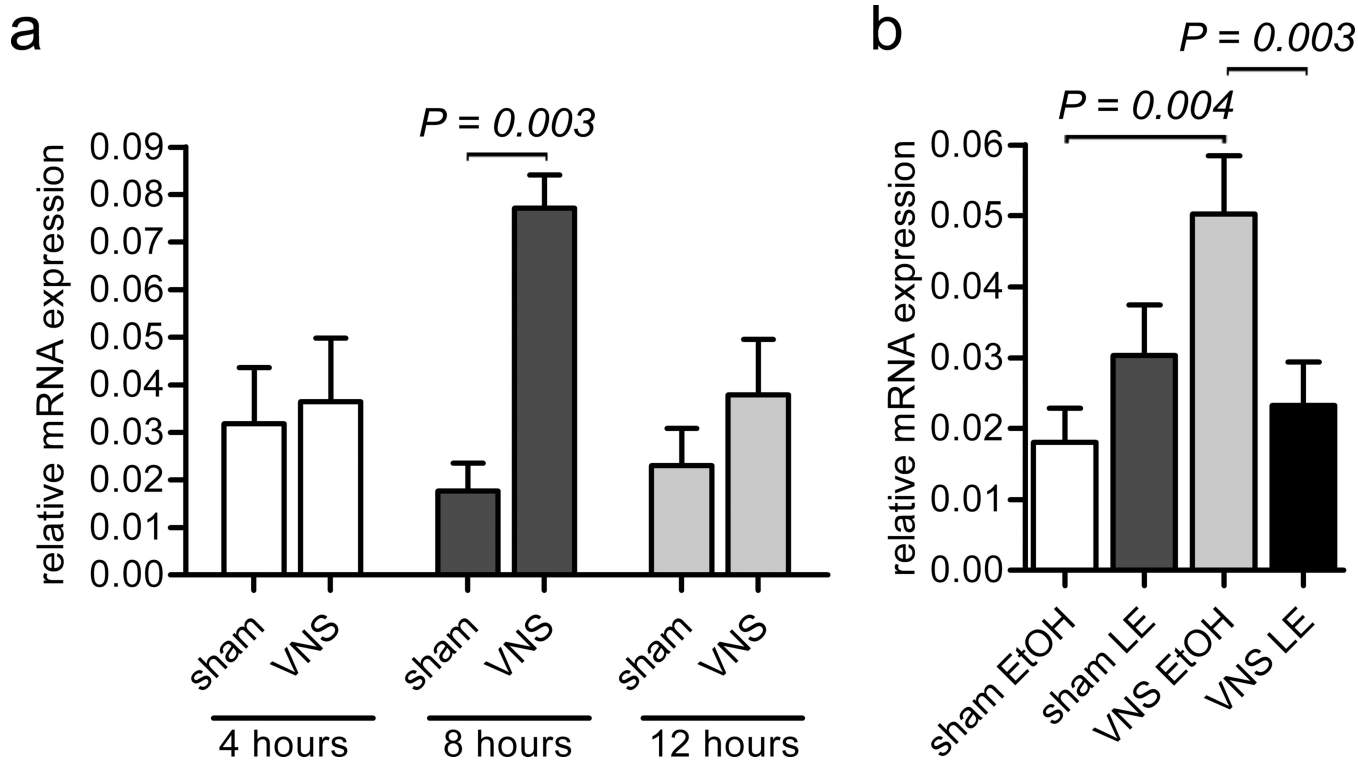 a
P = 0.003
relative mRNA expression
0.09
0.08
0.07
0.06
0.05
0.04
0.03
0.02
0.01
0.00
sham
VNS
sham
VNS
sham
VNS
4 hours
8 hours
12 hours
b
P = 0.003
P = 0.004
relative mRNA expression
0.06
0.05
0.04
0.03
0.02
0.01
0.00
sham EtOH
sham LE
VNS EtOH
VNS LE